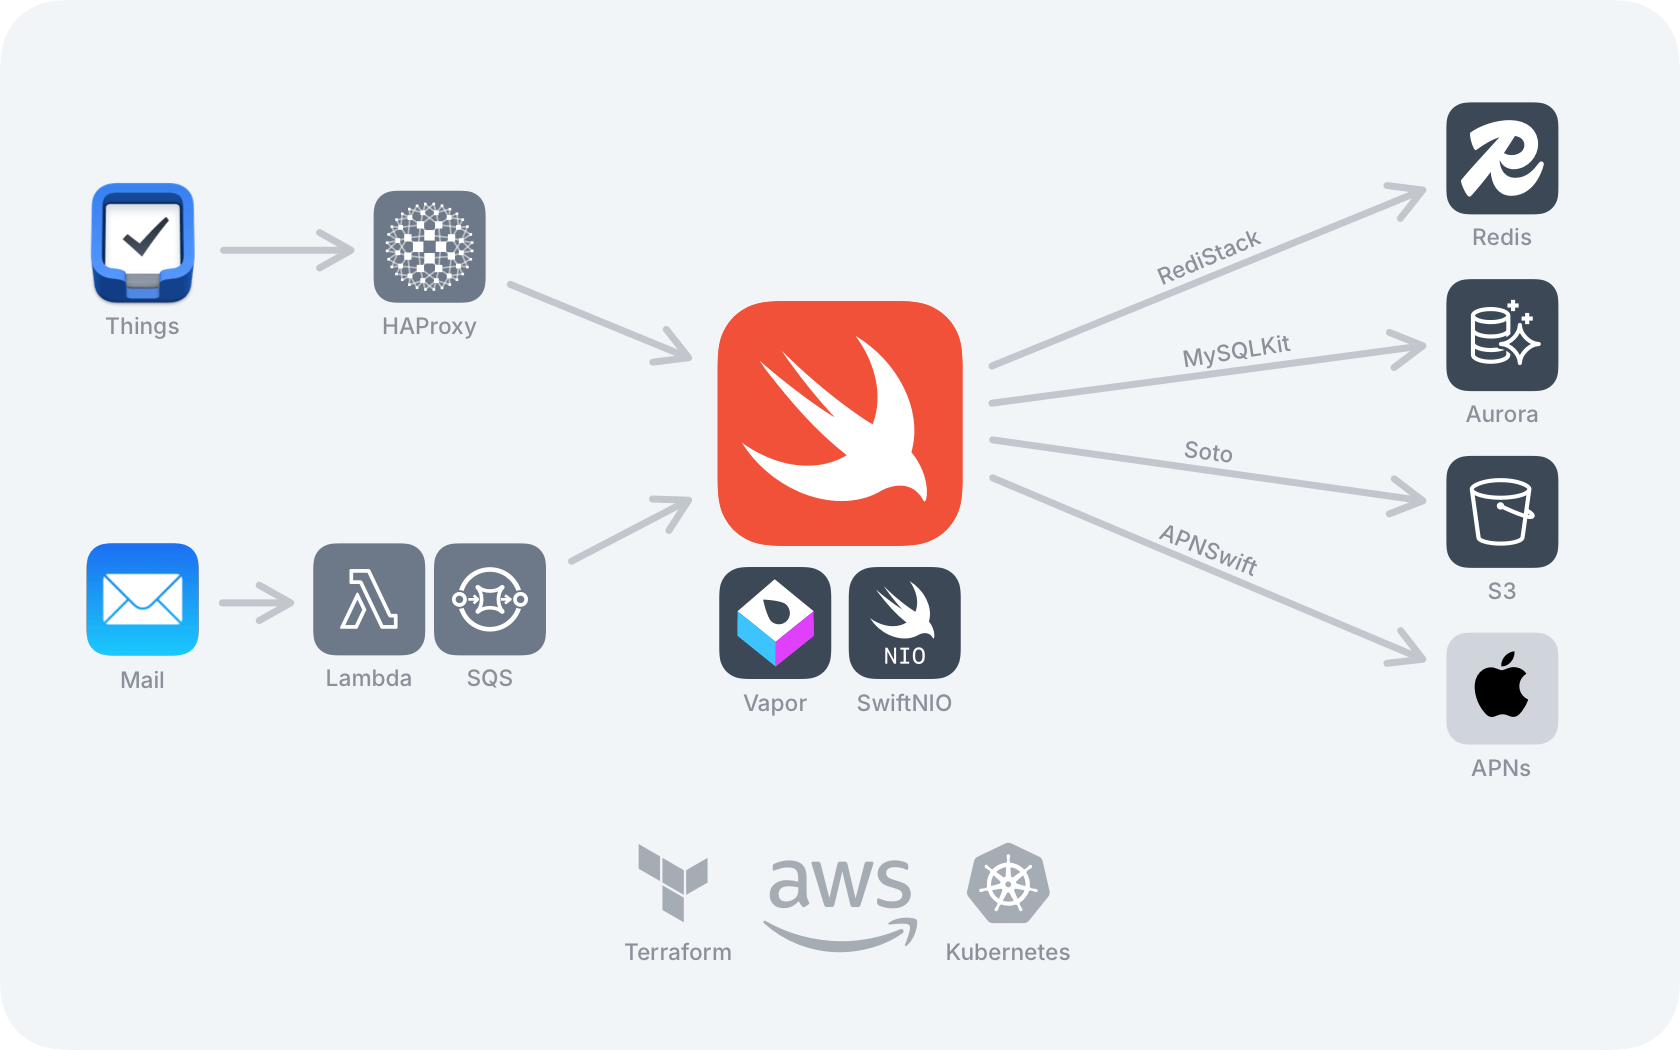 Things
HAProxy
Mail
Lambda
SQS
NIO
Vapor
SwiftNIO
RediStack
MySQLKit
Soto
APNSwift
Redis
Aurora
S3
APNs
Terraform
aws
Kubernetes